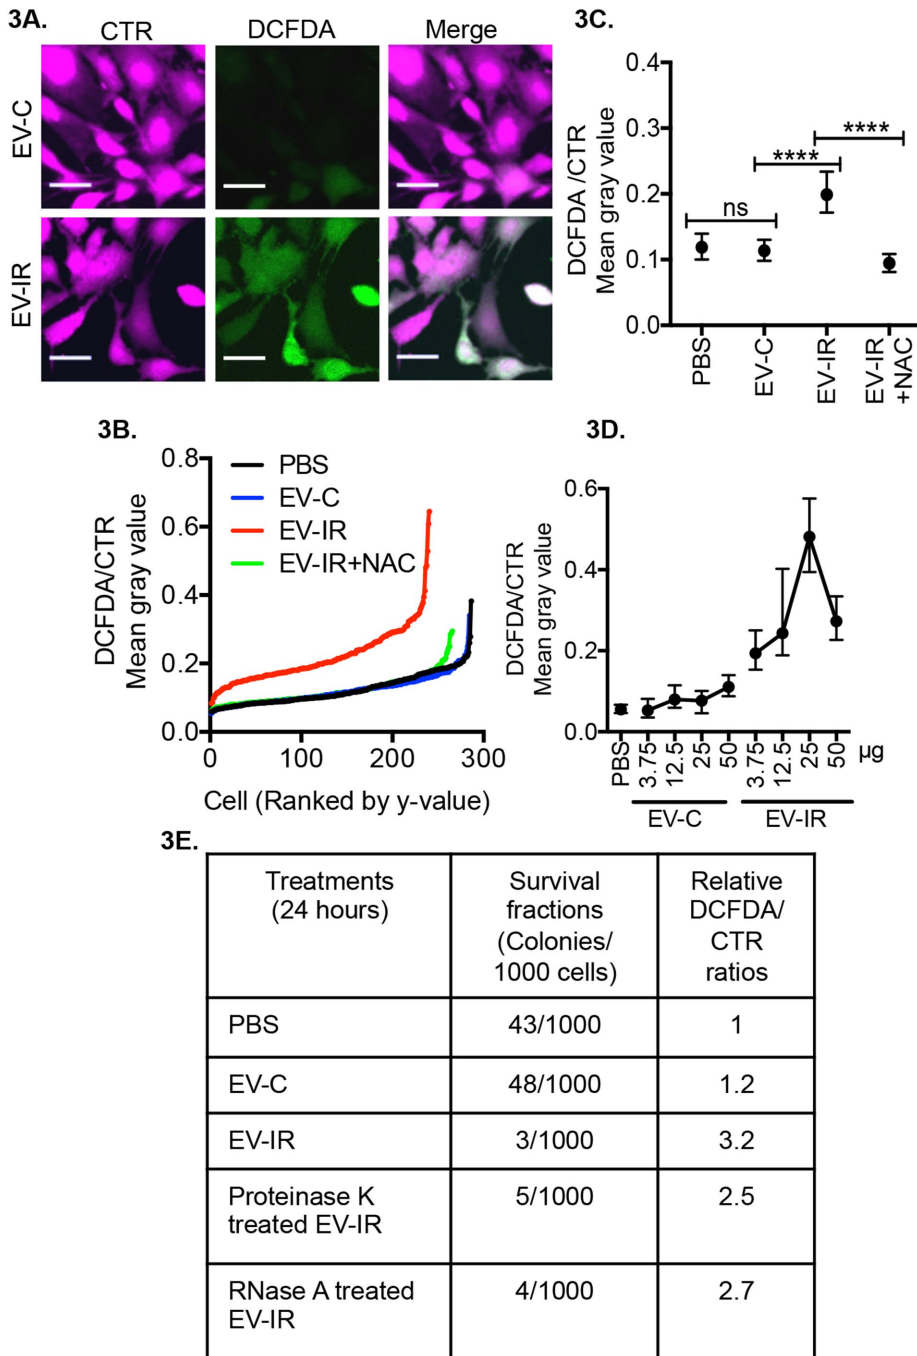 3A.
CTR
DCFDA
Merge
EV-C
EV-IR
3C.
DCFDA /CTR
Mean gray value
0.4
0.3
0.2
0.1
0.0
ns
****
****
PBS
EV-C
EV-IR
EV-IR
+NAC
3B.
DCFDA/CTR
Mean gray value
0.8
0.6
0.4
0.2
0.0
PBS
EV-C
EV-IR
EV-IR+NAC
0
100
200
300
Cell (Ranked by y-value)
3D.
DCFDA/CTR
Mean gray value
0.6
0.4
0.2
0.0
PBS
3.75
12.5
25
50
3.75
12.5
25
50
µg
EV-C
EV-IR
3E.
Treatments
(24 hours)
Survival
fractions
(Colonies/
1000 cells)
Relative
DCFDA/
CTR
ratios
PBS
43/1000
1
EV-C
48/1000
1.2
EV-IR
3/1000
3.2
Proteinase K
treated EV-IR
5/1000
2.5
RNase A treated
EV-IR
4/1000
2.7